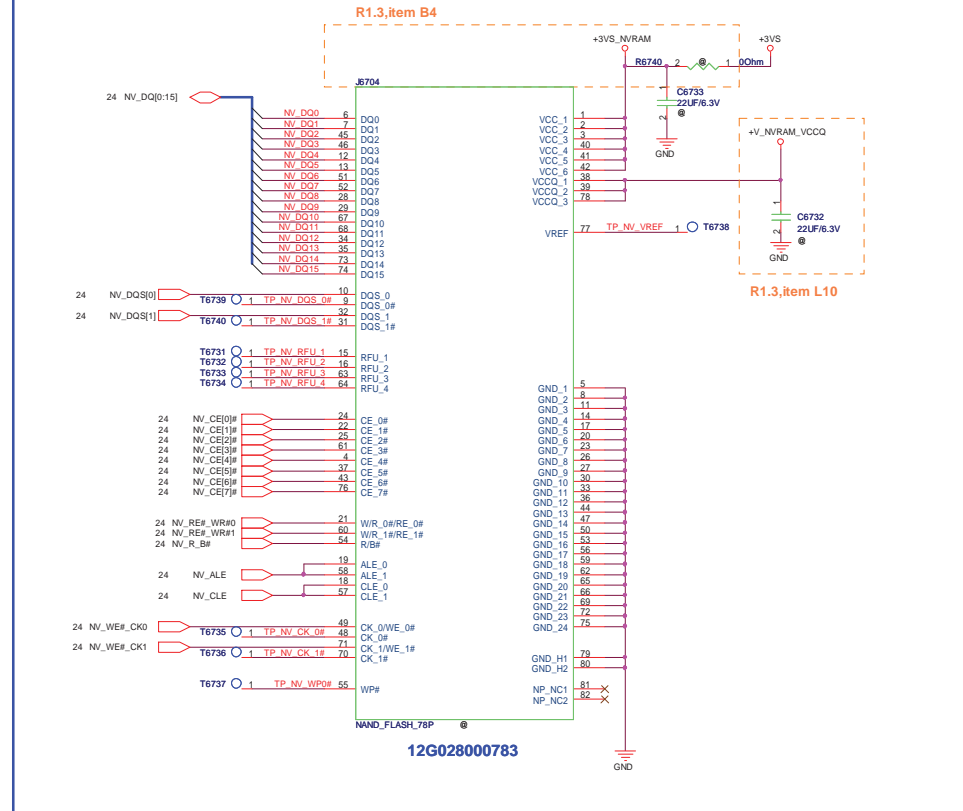 R1.3,item B4
+3VS_NVRAM
+3VS
R6740 2 @ 1 0Ohm
J6704
C6733
22UF/6.3V
@
1
2
GND
24 NV_DQ[0:15]
NV_DQ0 6 DQ0
NV_DQ1 7 DQ1
NV_DQ2 45 DQ2
NV_DQ3 46 DQ3
NV_DQ4 12 DQ4
NV_DQ5 13 DQ5
NV_DQ6 51 DQ6
NV_DQ7 52 DQ7
NV_DQ8 28 DQ8
NV_DQ9 29 DQ9
NV_DQ10 67 DQ10
NV_DQ11 68 DQ11
NV_DQ12 34 DQ12
NV_DQ13 35 DQ13
NV_DQ14 73 DQ14
NV_DQ15 74 DQ15
VCC_1 1
VCC_2 2
VCC_3 3
VCC_4 40
VCC_5 41
VCC_6 42
VCCQ_1 38
VCCQ_2 39
VCCQ_3 78
VREF 77 TP_NV_VREF 1 T6738
+V_NVRAM_VCCQ
1
C6732
22UF/6.3V
2
@
GND
R1.3,item L10
24 NV_DQS[0] 10 DQS_0
T6739 1 TP_NV_DQS_0# 9 DQS_0#
24 NV_DQS[1] 32 DQS_1
T6740 1 TP_NV_DQS_1# 31 DQS_1#
T6731 1 TP_NV_RFU_1 15 RFU_1
T6732 1 TP_NV_RFU_2 16 RFU_2
T6733 1 TP_NV_RFU_3 63 RFU_3
T6734 1 TP_NV_RFU_4 64 RFU_4
24 NV_CE[0]# 24 CE_0#
24 NV_CE[1]# 22 CE_1#
24 NV_CE[2]# 25 CE_2#
24 NV_CE[3]# 61 CE_3#
24 NV_CE[4]# 4 CE_4#
24 NV_CE[5]# 37 CE_5#
24 NV_CE[6]# 43 CE_6#
24 NV_CE[7]# 76 CE_7#
24 NV_RE#_WR#0 21 W/R_0#/RE_0#
24 NV_RE#_WR#1 60 W/R_1#/RE_1#
24 NV_R_B# 54 R/B#
19 ALE_0
24 NV_ALE 58 ALE_1
18 CLE_0
24 NV_CLE 57 CLE_1
24 NV_WE#_CK0 49 CK_0/WE_0#
T6735 1 TP_NV_CK_0# 48 CK_0#
24 NV_WE#_CK1 71 CK_1/WE_1#
T6736 1 TP_NV_CK_1# 70 CK_1#
T6737 1 TP_NV_WP0# 55 WP#
GND_1 5
GND_2 8
GND_3 11
GND_4 14
GND_5 17
GND_6 20
GND_7 23
GND_8 26
GND_9 27
GND_10 30
GND_11 33
GND_12 36
GND_13 44
GND_14 47
GND_15 50
GND_16 53
GND_17 56
GND_18 59
GND_19 62
GND_20 65
GND_21 66
GND_22 69
GND_23 72
GND_24 75
GND_H1 79
GND_H2 80
NP_NC1 81
NP_NC2 82
NAND_FLASH_78P @
12G028000783
GND